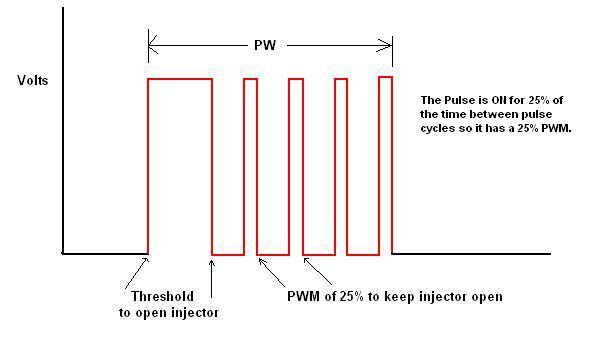 PW
Volts
The Pulse is ON for 25% of
the time between pulse
cycles so it has a 25% PWM.
Threshold
to open injector
PWM of 25% to keep injector open